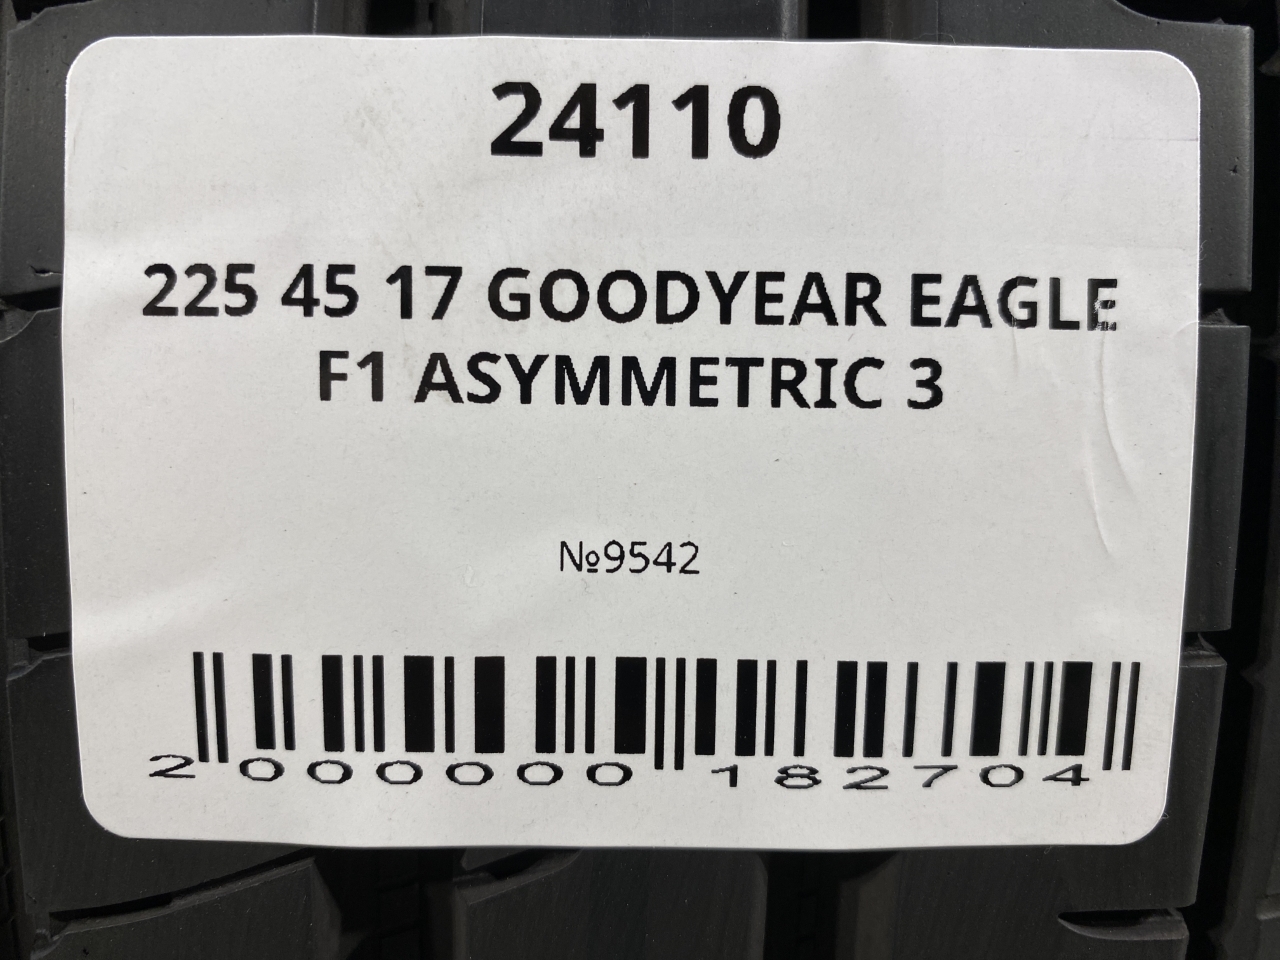 24110
225 45 17 GOODYEAR EAGLE
F1 ASYMMETRIC 3
№9542
2 000000 182704